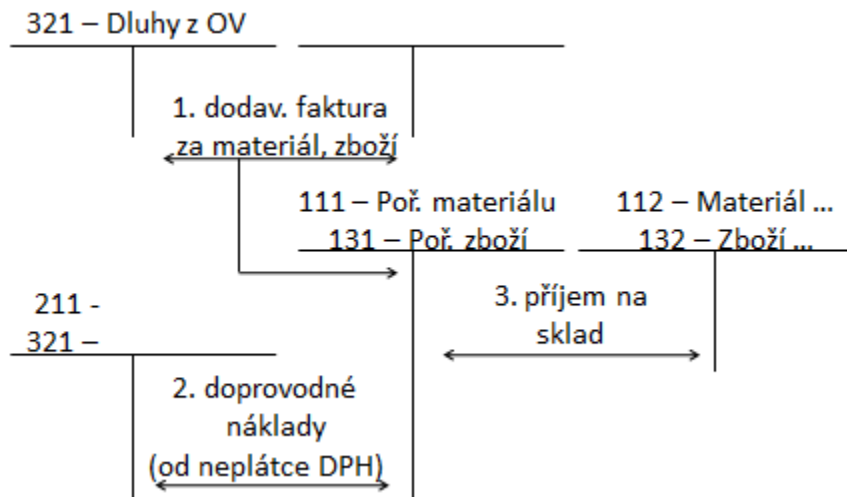 321 – Dluhy z OV
1. dodav. faktura
za materiál, zboží
111 – Poř. materiálu
131 – Poř. zboží
112 – Materiál ...
132 – Zboží ...
3. příjem na
sklad
211 -
321 –
2. doprovodné
náklady
(od neplátce DPH)